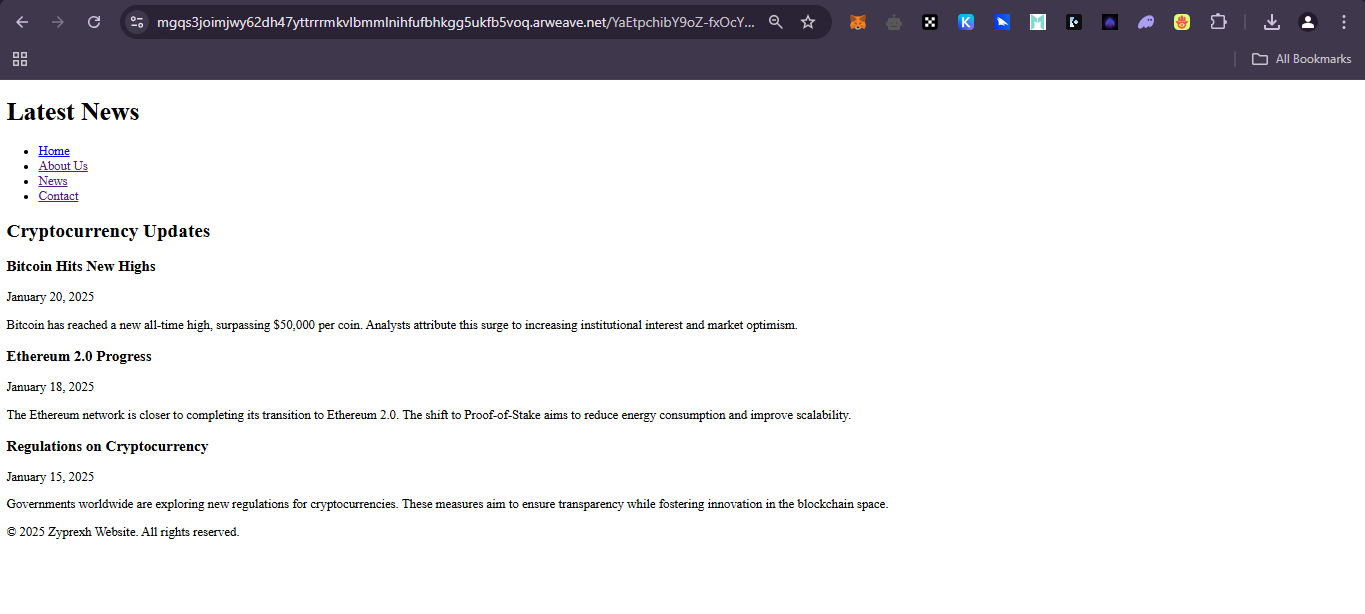 mgqs3joimjwy62dh47yttrrrmkvlbmmlnihfufbhkgg5ukfb5voq.arweave.net/YaEtpchibY9oZ-fxOcY...
All Bookmarks
Latest News
Home
About Us
News
Contact
Cryptocurrency Updates
Bitcoin Hits New Highs
January 20, 2025
Bitcoin has reached a new all-time high, surpassing $50,000 per coin. Analysts attribute this surge to increasing institutional interest and market optimism.
Ethereum 2.0 Progress
January 18, 2025
The Ethereum network is closer to completing its transition to Ethereum 2.0. The shift to Proof-of-Stake aims to reduce energy consumption and improve scalability.
Regulations on Cryptocurrency
January 15, 2025
Governments worldwide are exploring new regulations for cryptocurrencies. These measures aim to ensure transparency while fostering innovation in the blockchain space.
© 2025 Zyprexh Website. All rights reserved.